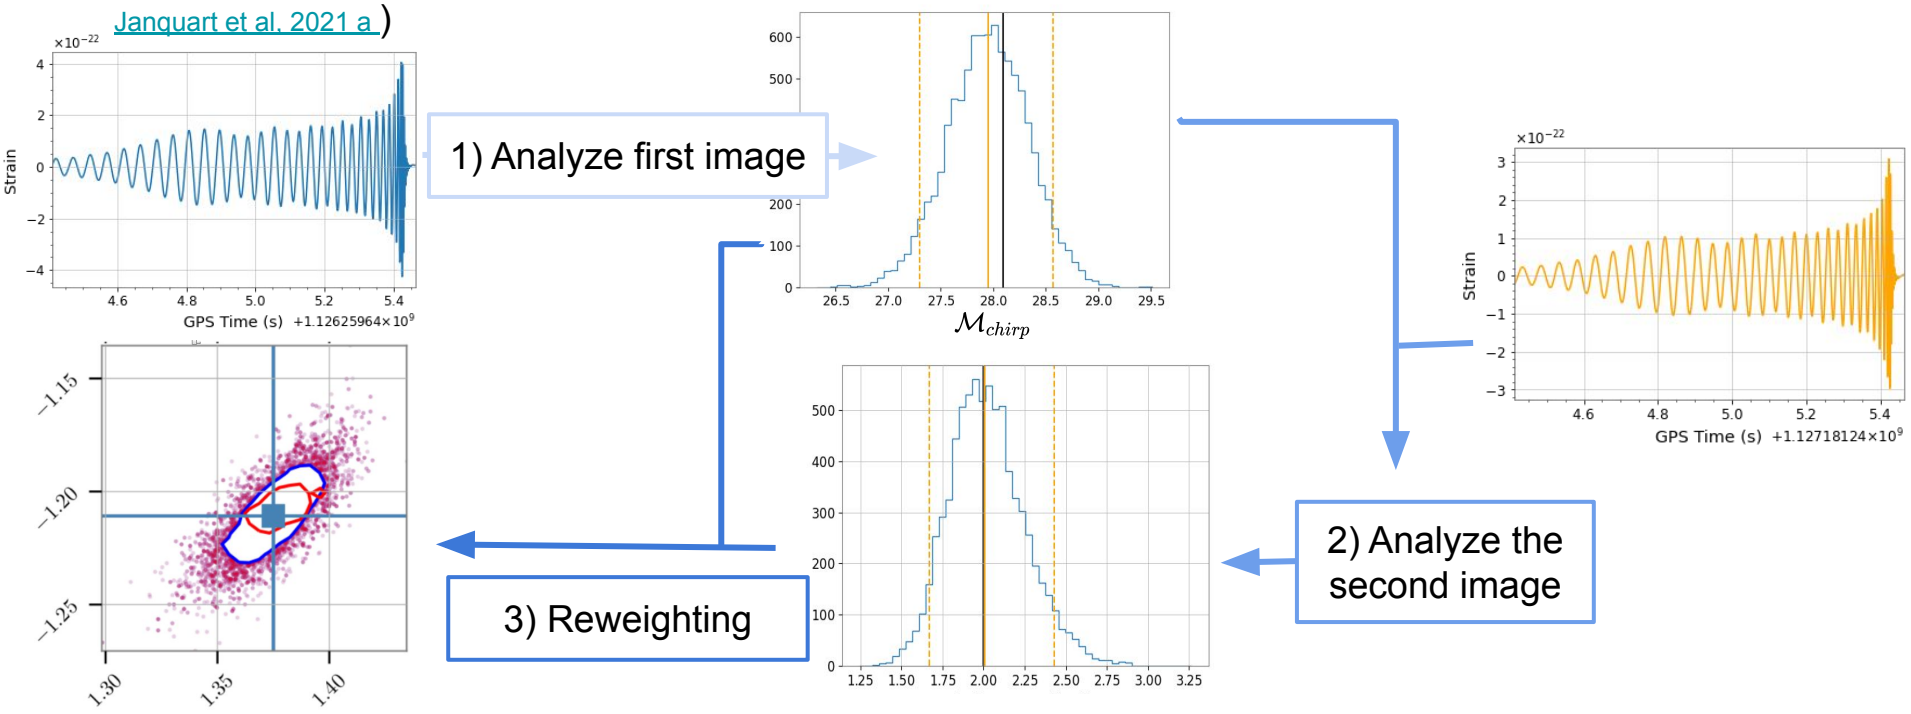 Janquart et al, 2021 a )
×10−22
4
2
0
−2
−4
Strain
4.6 4.8 5.0 5.2 5.4
GPS Time (s) +1.12625964×10⁹
1) Analyze first image
600
500
200
100
0
26.5 27.0 27.5 28.0 28.5 29.0 29.5
ℳchirp
×10−22
3
2
1
0
−1
−2
−3
Strain
4.6 4.8 5.0 5.2 5.4
GPS Time (s) +1.12718124×10⁹
2) Analyze the
second image
500
400
300
200
100
0
1.25 1.50 1.75 2.00 2.25 2.50 2.75 3.00 3.25
3) Reweighting
−1.15
−1.20
−1.25
1.30 1.35 1.40